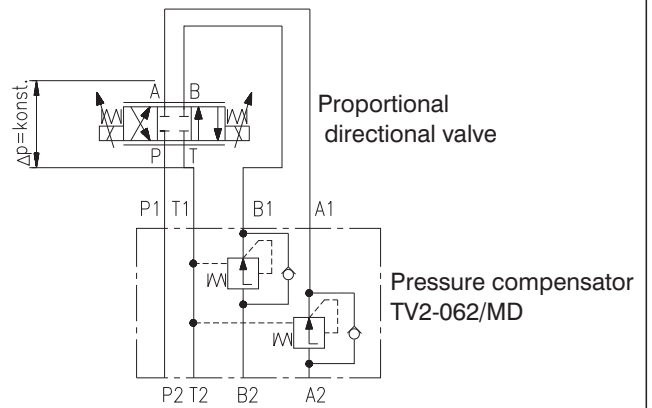 A B
Δp=konst.
P T
Proportional
directional valve
P1 T1 B1 A1
Pressure compensator
TV2-062/MD
P2 T2 B2 A2